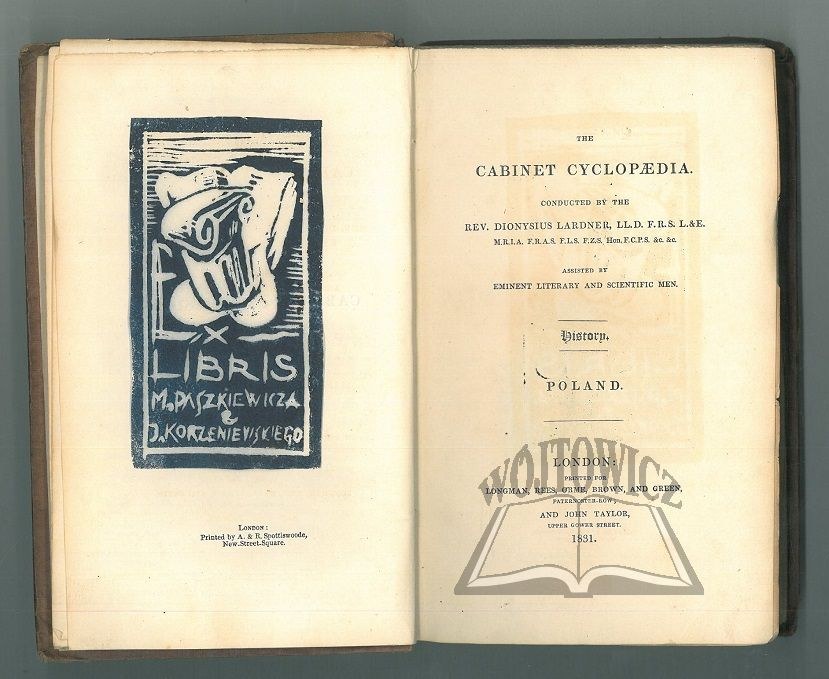 EX
LIBRIS
M. PASZKIEWICZA
&
J. KORZENIEWSKIEGO
LONDON:
Printed by A. & R. Spottiswoode,
New-Street-Square.
THE
CABINET CYCLOPÆDIA.
CONDUCTED BY THE
REV. DIONYSIUS LARDNER, LL.D. F.R.S. L.&E.
M.R.I.A. F.R.A.S. F.L.S. F.Z.S. Hon. F.C.P.S. &c. &c.
ASSISTED BY
EMINENT LITERARY AND SCIENTIFIC MEN.
History.
POLAND.
LONDON:
PRINTED FOR
LONGMAN, REES, ORME, BROWN, AND GREEN,
PATERNOSTER-ROW;
AND JOHN TAYLOR,
UPPER GOWER STREET.
1831.
WÓJTOWICZ